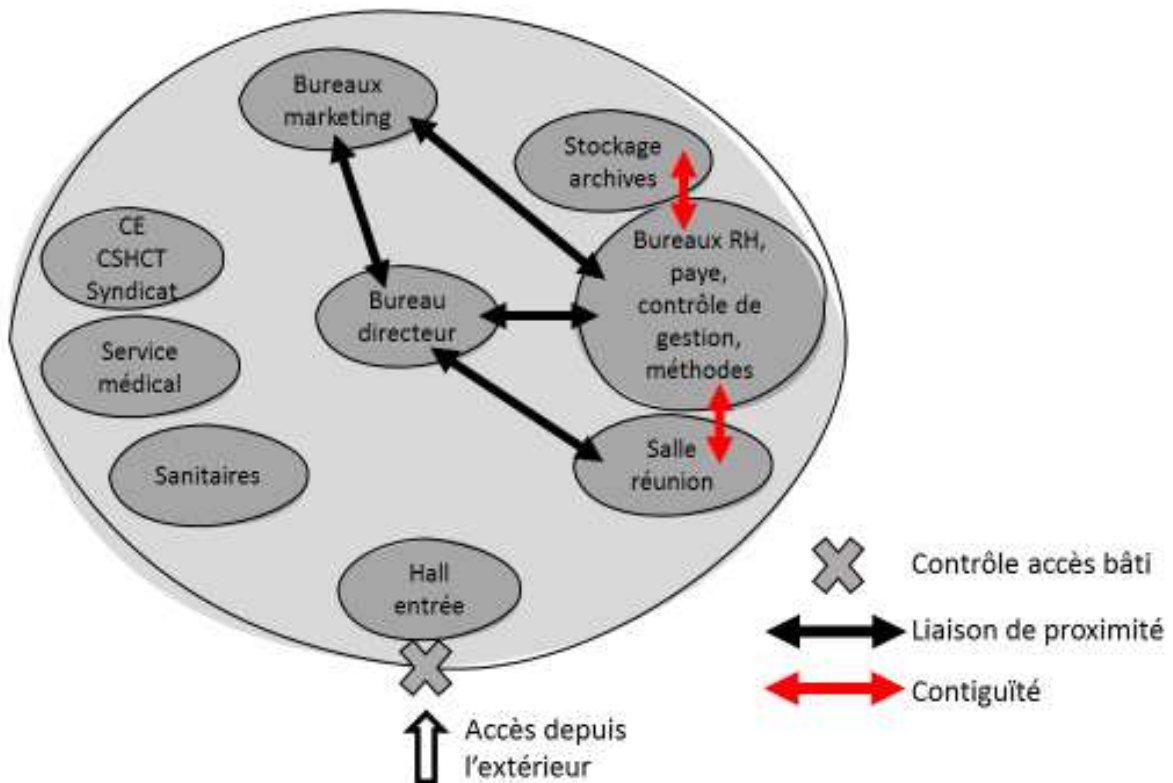 Bureaux
marketing
Stockage
archives
CE
CSHCT
Syndicat
Bureaux RH,
paye,
contrôle de
gestion,
méthodes
Bureau
directeur
Service
médical
Sanitaires
Salle
réunion
Hall
entrée
Contrôle accès bâti
Liaison de proximité
Contiguïté
Accès depuis
l'extérieur